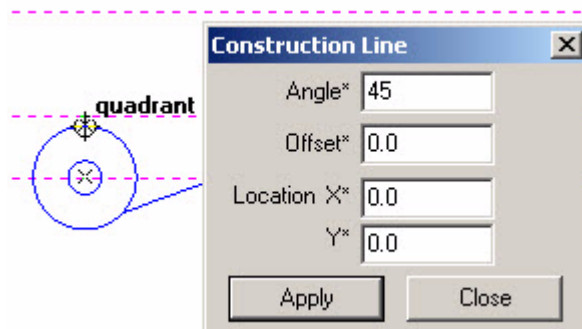 Construction Line
quadrant
Angle* 45
Offset* 0.0
Location X* 0.0
Y* 0.0
Apply Close